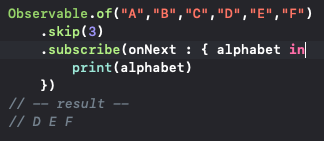 Observable.of("A","B","C","D","E","F")
    .skip(3)
    .subscribe(onNext : { alphabet in
        print(alphabet)
    })
// —— result ——
// D E F